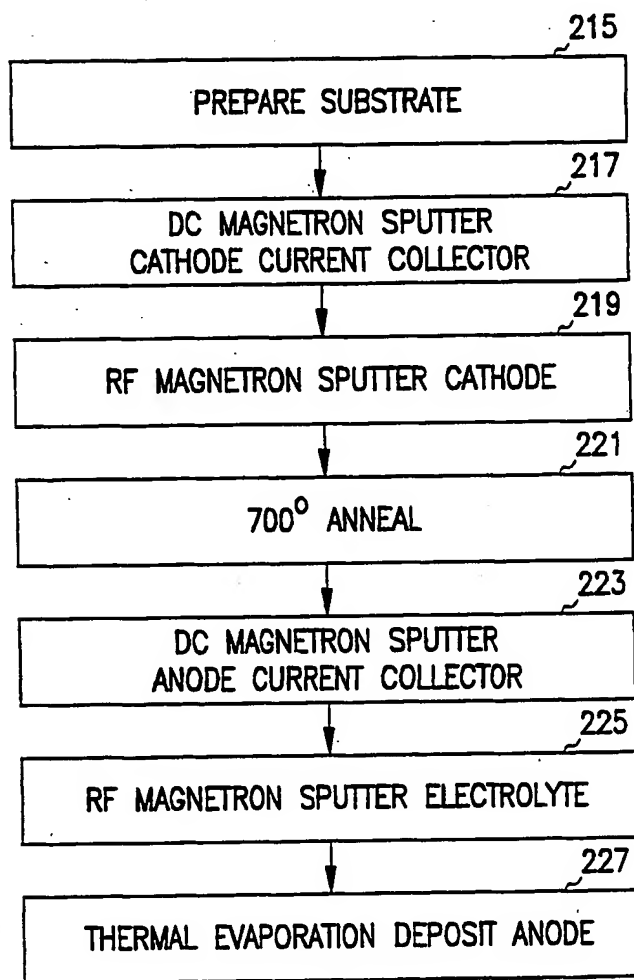 215
PREPARE SUBSTRATE
217
DC MAGNETRON SPUTTER
CATHODE CURRENT COLLECTOR
219
RF MAGNETRON SPUTTER CATHODE
221
700° ANNEAL
223
DC MAGNETRON SPUTTER
ANODE CURRENT COLLECTOR
225
RF MAGNETRON SPUTTER ELECTROLYTE
227
THERMAL EVAPORATION DEPOSIT ANODE